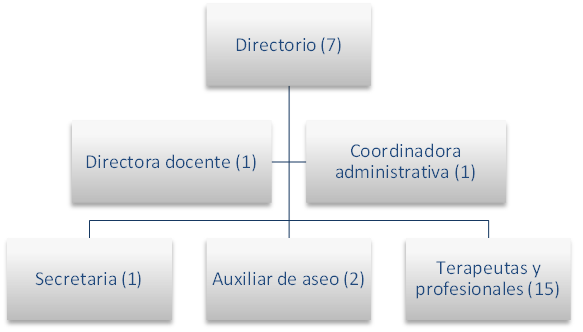 Directorio (7)
Directora docente (1)
Coordinadora
administrativa (1)
Secretaria (1)
Auxiliar de aseo (2)
Terapeutas y
profesionales (15)